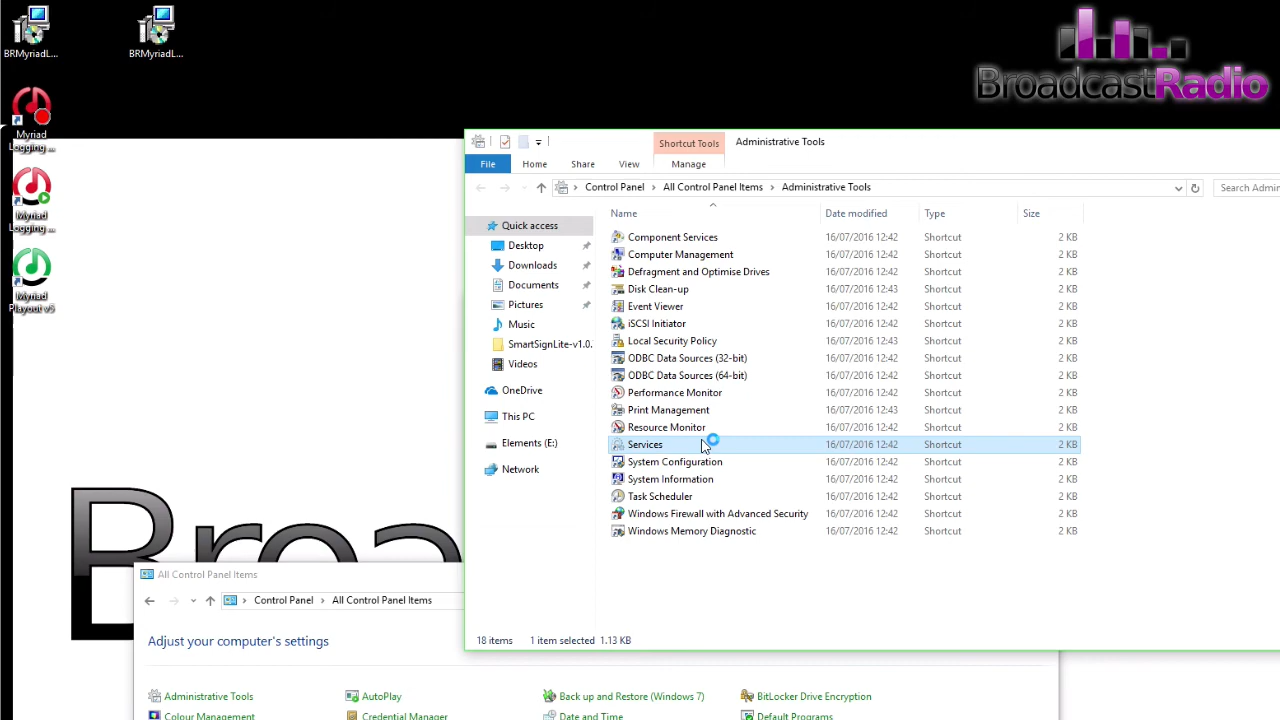 BRMyriadL... BRMyriadL...
BroadcastRadio
Myriad
Logging ...
Myriad
Logging ...
Myriad
Playout v5
Shortcut Tools Administrative Tools
File Home Share View Manage
Control Panel > All Control Panel Items > Administrative Tools Search Admin
Name Date modified Type Size
Quick access
Desktop
Downloads
Documents
Pictures
Music
SmartSignLite-v1.0.
Videos
OneDrive
This PC
Elements (E:)
Network
Component Services 16/07/2016 12:42 Shortcut 2 KB
Computer Management 16/07/2016 12:42 Shortcut 2 KB
Defragment and Optimise Drives 16/07/2016 12:42 Shortcut 2 KB
Disk Clean-up 16/07/2016 12:43 Shortcut 2 KB
Event Viewer 16/07/2016 12:42 Shortcut 2 KB
iSCSI Initiator 16/07/2016 12:42 Shortcut 2 KB
Local Security Policy 16/07/2016 12:43 Shortcut 2 KB
ODBC Data Sources (32-bit) 16/07/2016 12:42 Shortcut 2 KB
ODBC Data Sources (64-bit) 16/07/2016 12:42 Shortcut 2 KB
Performance Monitor 16/07/2016 12:42 Shortcut 2 KB
Print Management 16/07/2016 12:43 Shortcut 2 KB
Resource Monitor 16/07/2016 12:42 Shortcut 2 KB
Services 16/07/2016 12:42 Shortcut 2 KB
System Configuration 16/07/2016 12:42 Shortcut 2 KB
System Information 16/07/2016 12:42 Shortcut 2 KB
Task Scheduler 16/07/2016 12:42 Shortcut 2 KB
Windows Firewall with Advanced Security 16/07/2016 12:42 Shortcut 2 KB
Windows Memory Diagnostic 16/07/2016 12:42 Shortcut 2 KB
18 items 1 item selected 1.13 KB
Broa
All Control Panel Items
Control Panel > All Control Panel Items
Adjust your computer's settings
Administrative Tools AutoPlay Back up and Restore (Windows 7) BitLocker Drive Encryption
Colour Management Credential Manager Date and Time Default Programs